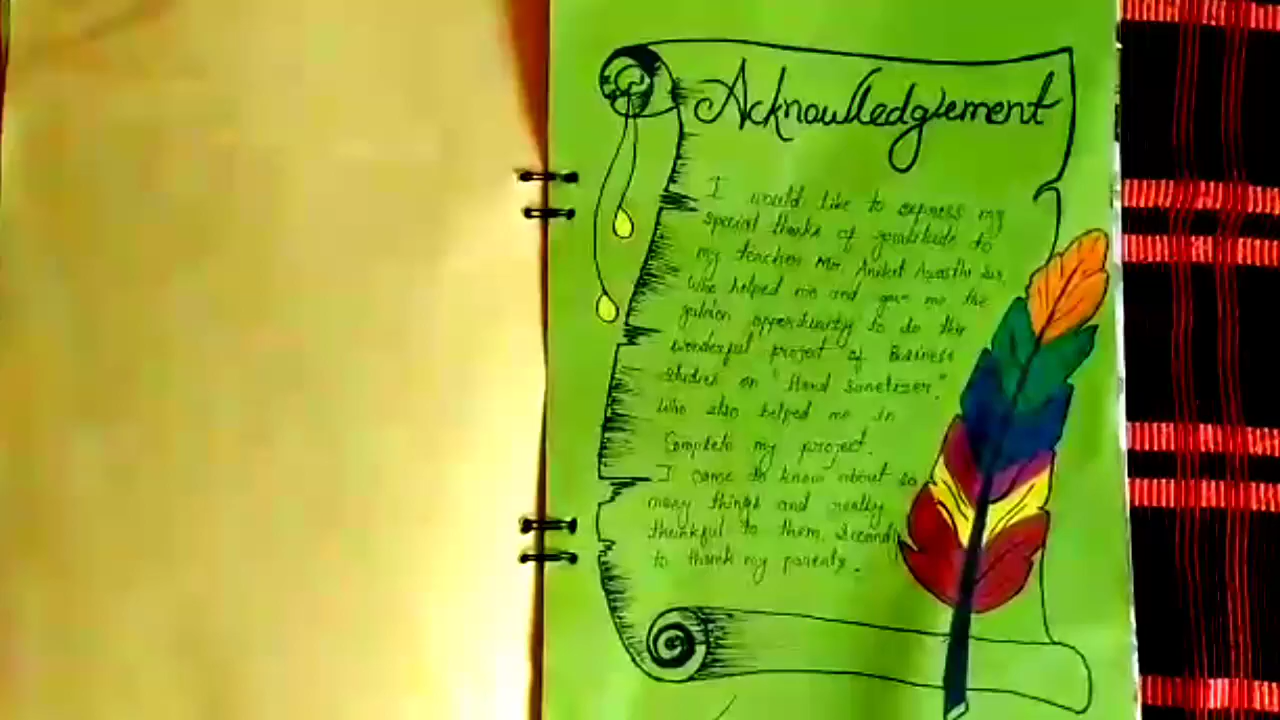 Acknowlledgiement
I would like to express my
special thanks of gratitude to
my teacher Mr. Aniket Awasthi sir,
who helped me and gave me the
golden opportunity to do this
wonderful project of Business
studies on "Hand Sanetizer."
Who also helped me in
Complete my project.
I came to know about so
many things and really
thankful to them. Secondly
to thank my parents.